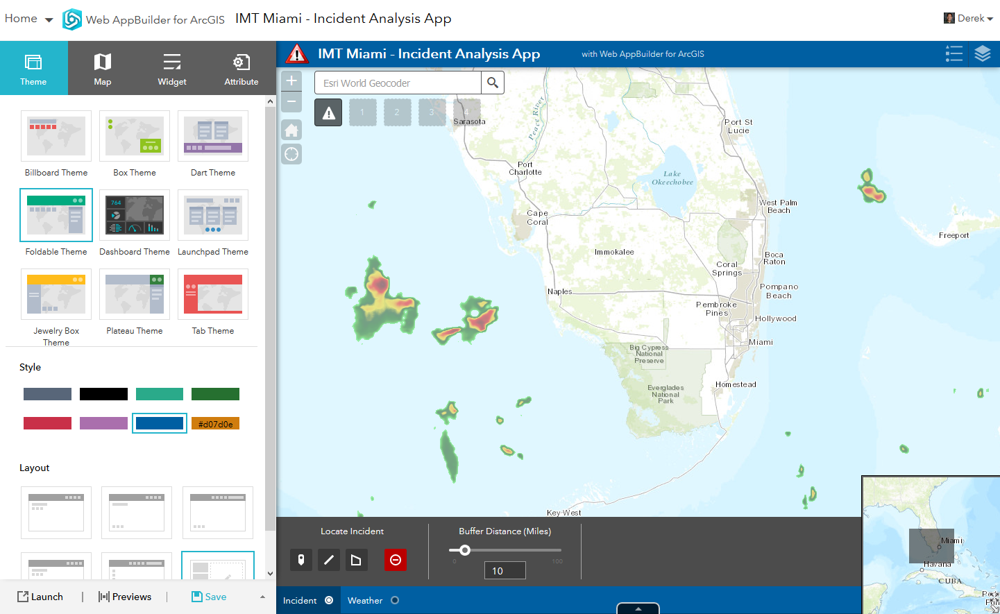 Home
Web AppBuilder for ArcGIS
IMT Miami - Incident Analysis App
Derek
Theme
Map
Widget
Attribute
IMT Miami - Incident Analysis App
with Web AppBuilder for ArcGIS
Billboard Theme
Box Theme
Dart Theme
764
Foldable Theme
Dashboard Theme
Launchpad Theme
Jewelry Box
Theme
Plateau Theme
Tab Theme
Style
#d07d0e
Layout
Launch
Previews
Save
+
−
Esri World Geocoder
1
2
3
4
Sarasota
Peace River
Port St
Lucie
Port
Charlotte
Lake
Okeechobee
West Palm
Beach
Cape
Coral
Freeport
Immokalee
Boca
Raton
Coral
Springs
Naples
Pompano
Beach
Pembroke
Pines
Hollywood
Miami
Big Cypress
National
Preserve
Homestead
Everglades
National
Park
Key West
Locate Incident
Buffer Distance (Miles)
0
100
10
Incident
Weather
Miami
Havana
CUBA